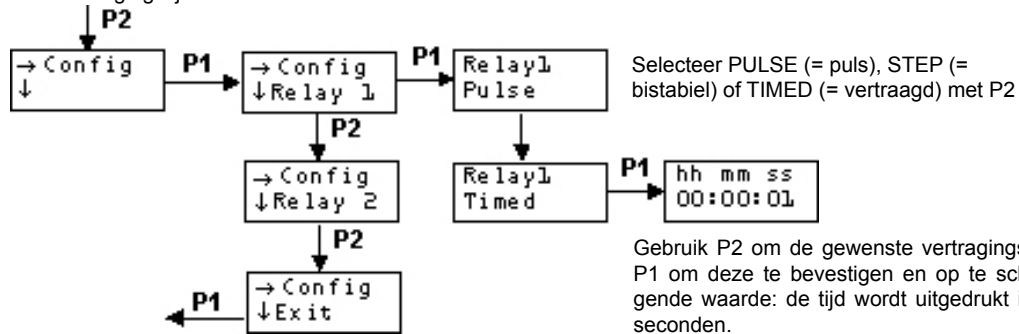 P2
→ Config
↓
P1
→ Config
↓Relay 1
P1
Relay1
Pulse
Selecteer PULSE (= puls), STEP (=
bistabiel) of TIMED (= vertraagd) met P2
P2
→ Config
↓Relay 2
Relay1
Timed
P1
hh mm ss
00:00:01
P2
→ Config
↓Exit
P1
Gebruik P2 om de gewenste
P1 om deze te bevestigen en op te
gende waarde: de tijd wordt uitgedrukt
seconden.